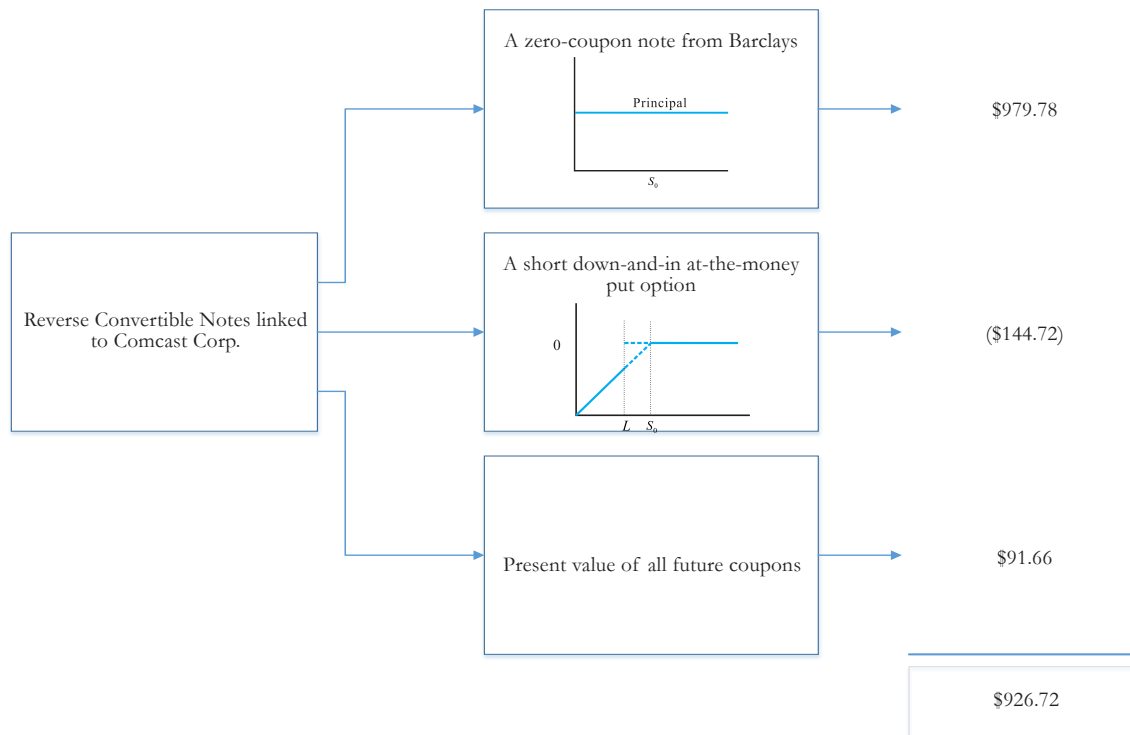 A zero-coupon note from Barclays
Principal
S₀
$979.78
Reverse Convertible Notes linked
to Comcast Corp.
A short down-and-in at-the-money
put option
0
L S₀
($144.72)
Present value of all future coupons
$91.66
$926.72